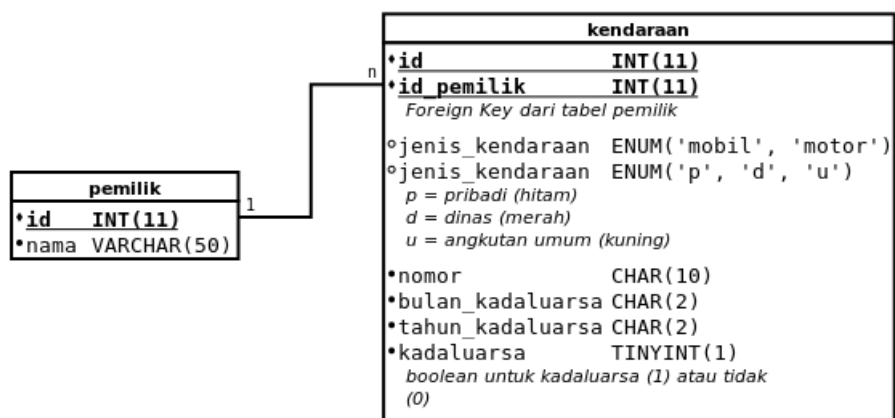 pemilik
id INT(11)
nama VARCHAR(50)
1
n
kendaraan
id INT(11)
id_pemilik INT(11)
Foreign Key dari tabel pemilik
jenis_kendaraan ENUM('mobil', 'motor')
jenis_kendaraan ENUM('p', 'd', 'u')
p = pribadi (hitam)
d = dinas (merah)
u = angkutan umum (kuning)
nomor CHAR(10)
bulan_kadaluarsa CHAR(2)
tahun_kadaluarsa CHAR(2)
kadaluarsa TINYINT(1)
boolean untuk kadaluarsa (1) atau tidak
(0)